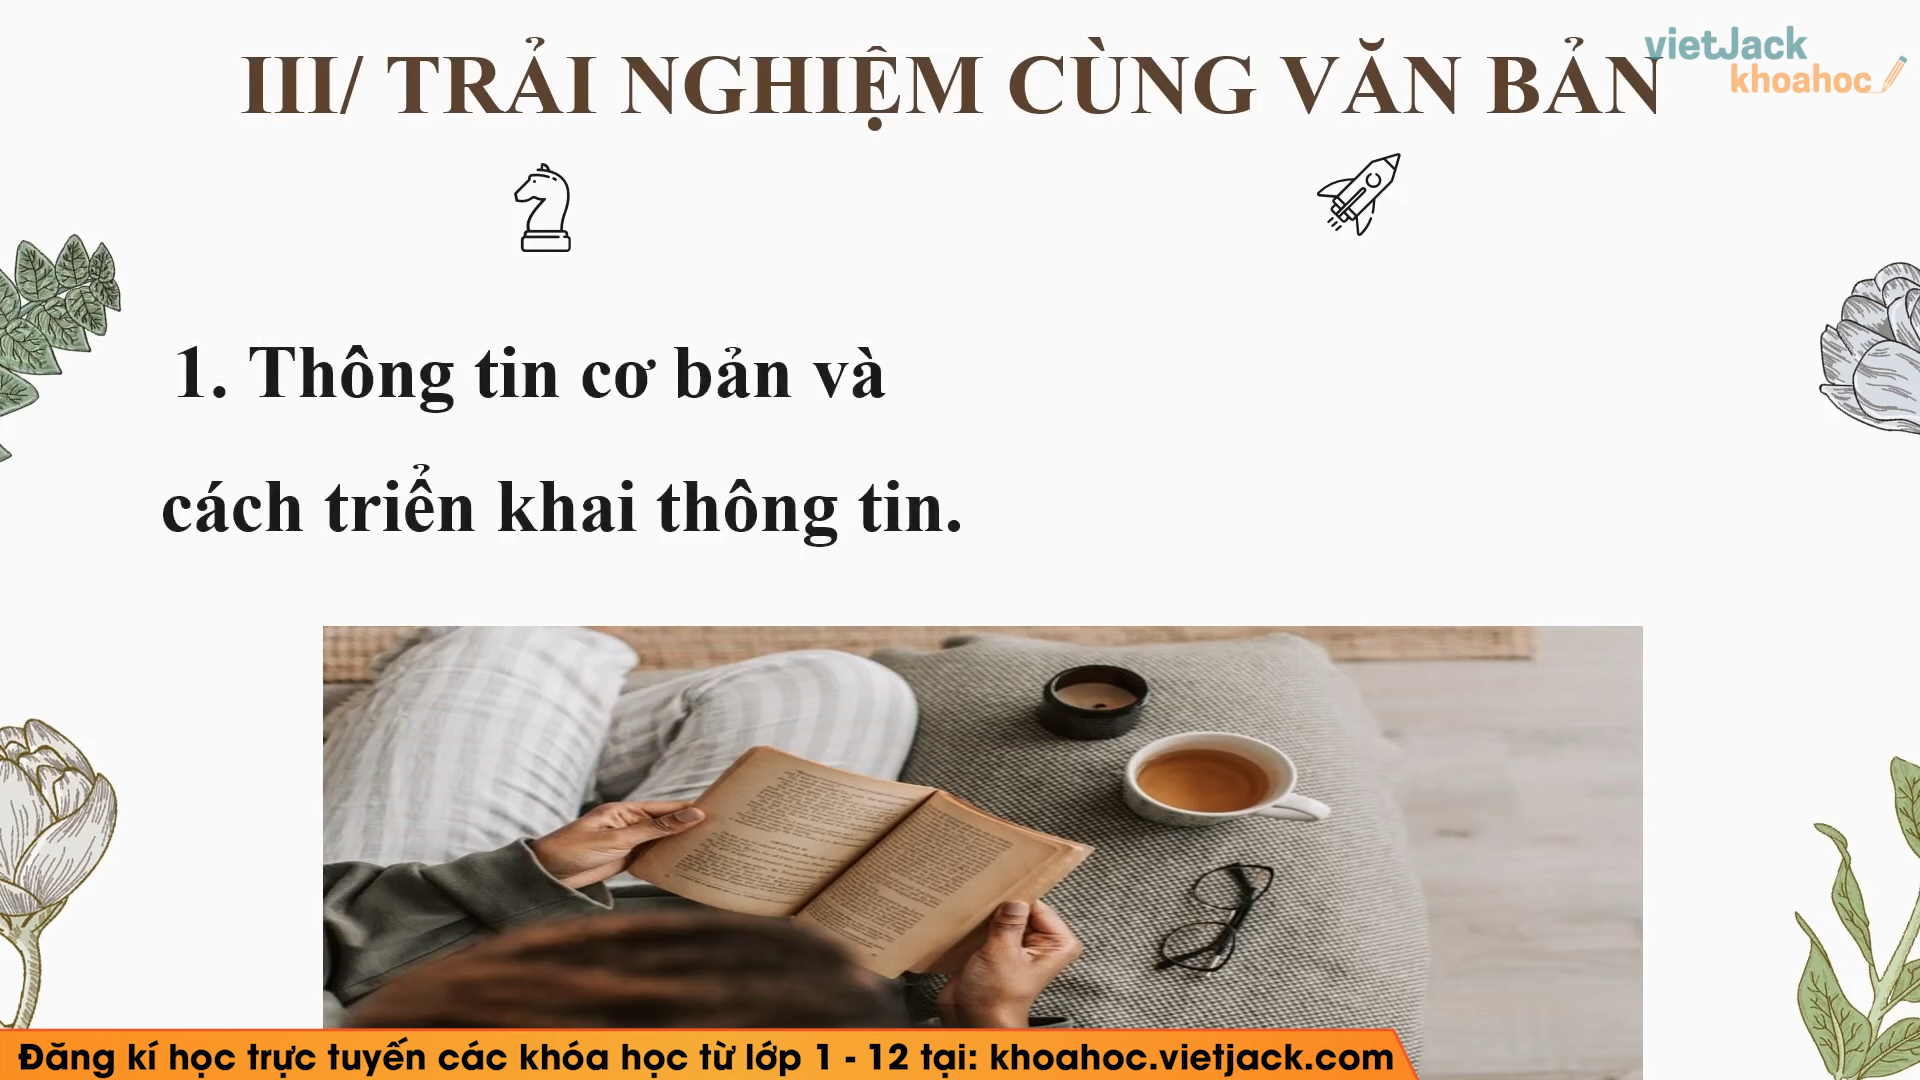 III/ TRẢI NGHIỆM CÙNG VĂN BẢN
vietJack
khoahoc
1. Thông tin cơ bản và
cách triển khai thông tin.
Đăng kí học trực tuyến các khóa học từ lớp 1 - 12 tại: khoahoc.vietjack.com